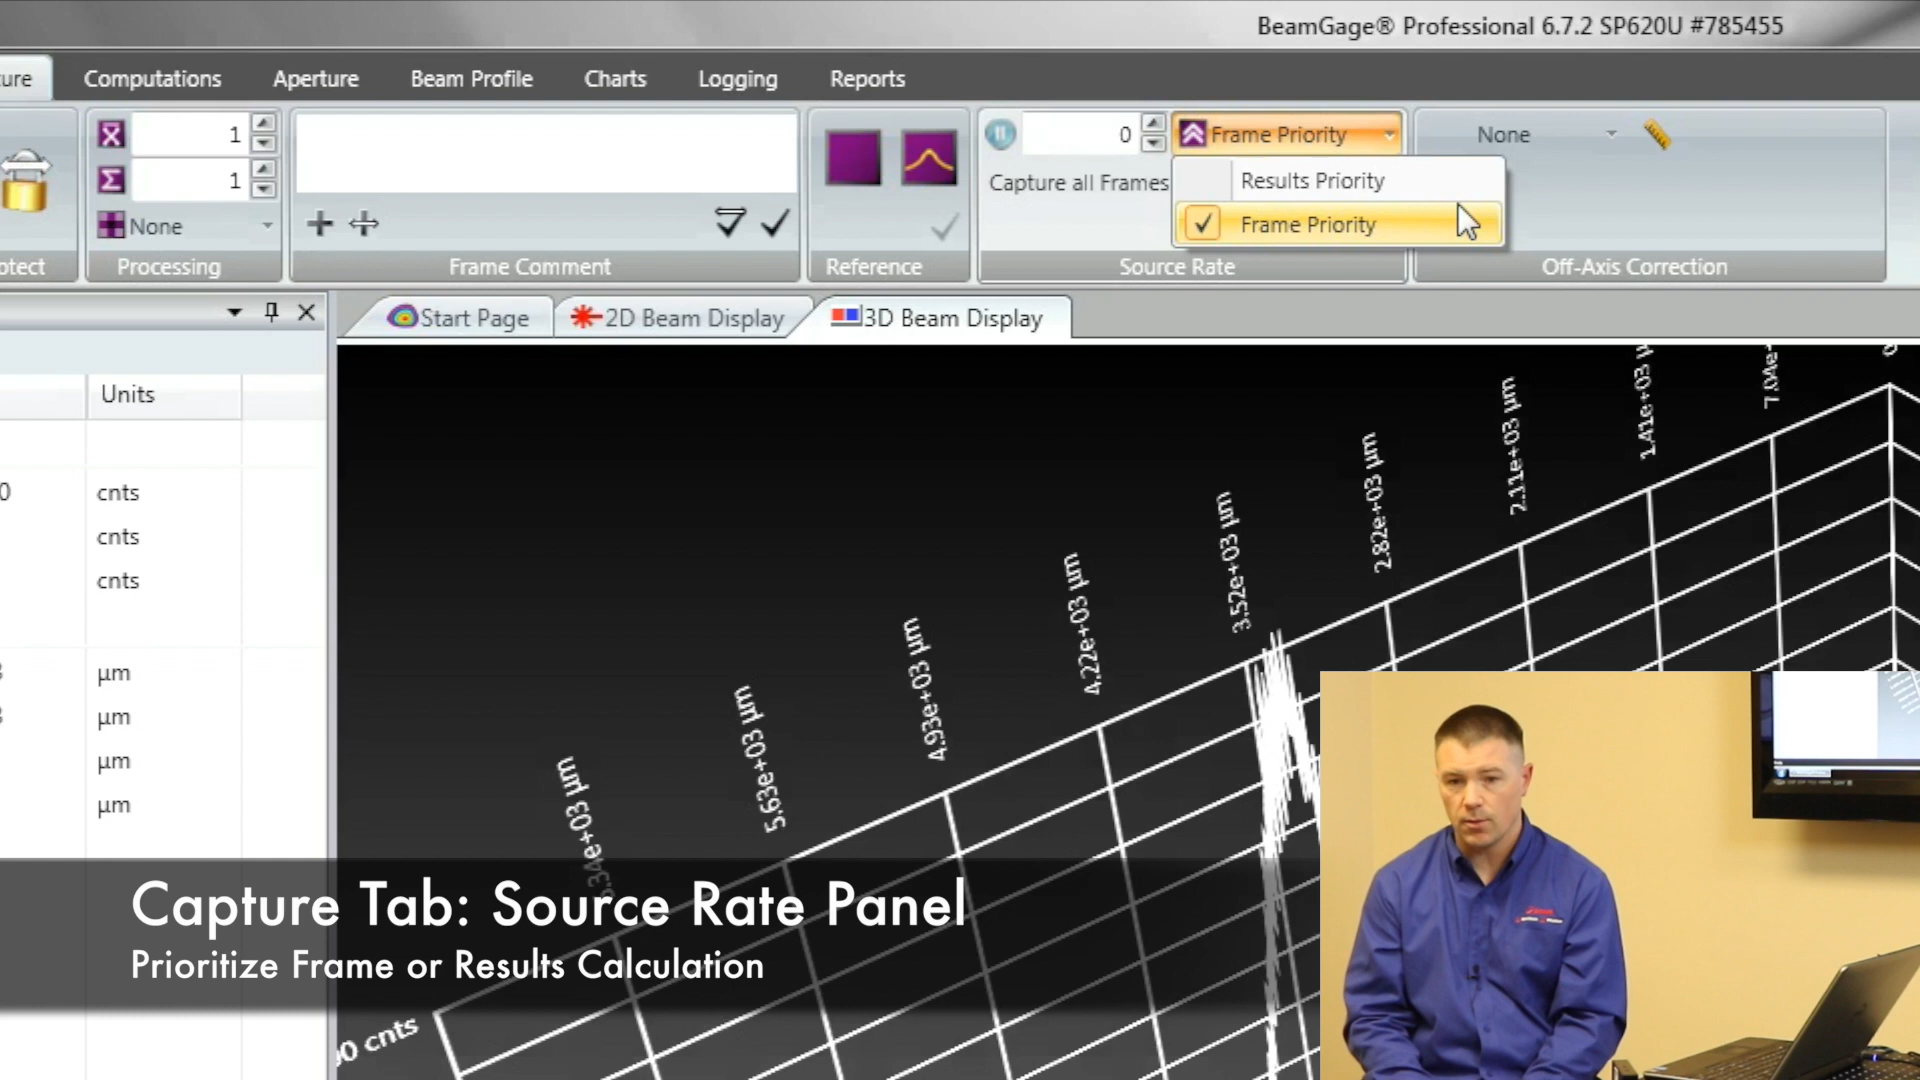 BeamGage® Professional 6.7.2 SP620U #785455
ure Computations Aperture Beam Profile Charts Logging Reports
1
1
None
otect
Processing
Frame Comment
Reference
0
Frame Priority
Capture all Frames
Results Priority
Frame Priority
Source Rate
None
Off-Axis Correction
Start Page
2D Beam Display
3D Beam Display
Units
0 cnts
cnts
cnts
µm
µm
µm
µm
.34e+03 µm
5.63e+03 µm
4.93e+03 µm
4.22e+03 µm
3.52e+03 µm
2.82e+03 µm
2.11e+03 µm
1.41e+03 µ
7.04e+
0 cnts
Capture Tab: Source Rate Panel
Prioritize Frame or Results Calculation